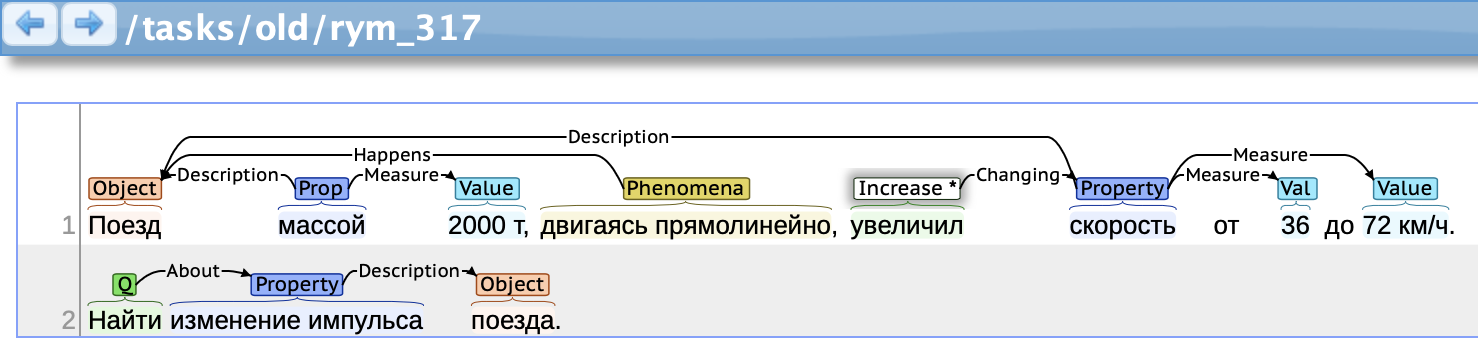 /tasks/old/rym_317
Description
Happens
Measure
Description Measure Changing Measure
Object Prop Value Phenomena Increase * Property Val Value
1 Поезд массой 2000 т, двигаясь прямолинейно, увеличил скорость от 36 до 72 км/ч.
About Description
Q Property Object
2 Найти изменение импульса поезда.